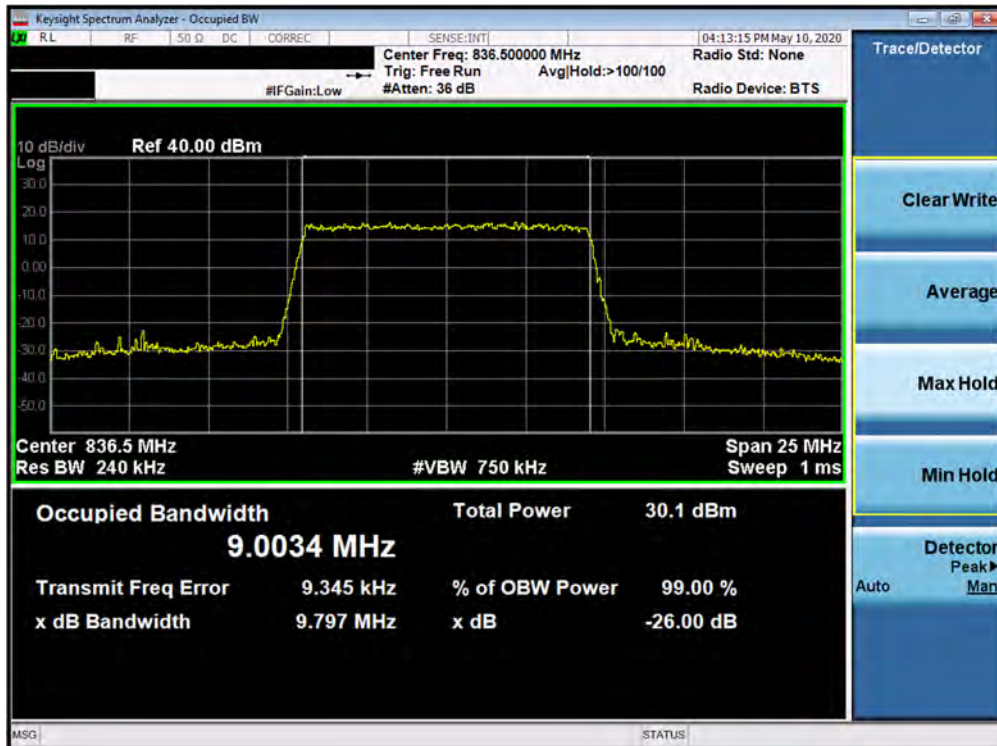 Keysight Spectrum Analyzer - Occupied BW
RL RF 50 Ω DC CORREC SENSE:INT 04:13:15 PM May 10, 2020
Center Freq: 836.500000 MHz Radio Std: None
Trig: Free Run Avg|Hold:>100/100
#IFGain:Low #Atten: 36 dB Radio Device: BTS
10 dB/div Ref 40.00 dBm
Log
30.0
20.0
10.0
0.00
-10.0
-20.0
-30.0
-40.0
-50.0
Center 836.5 MHz Span 25 MHz
Res BW 240 kHz #VBW 750 kHz Sweep 1 ms
Occupied Bandwidth Total Power 30.1 dBm
9.0034 MHz
Transmit Freq Error 9.345 kHz % of OBW Power 99.00 %
x dB Bandwidth 9.797 MHz x dB -26.00 dB
MSG STATUS
Trace/Detector
Clear Write
Average
Max Hold
Min Hold
Detector
Peak▶
Auto Man